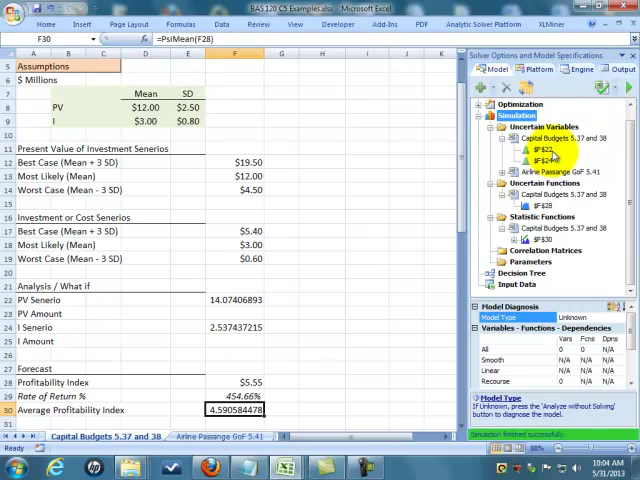 BAS 120 C5 Examples.xlsx - Microsoft Excel
Home Insert Page Layout Formulas Data Review View Developer Add-Ins PDF Analytic Solver Platform XLMiner
F30 fx =PsiMean(F28)
A B C D E F G H I J K
5 Assumptions
6 $ Millions
7 Mean SD
8 PV $12.00 $2.50
9 I $3.00 $0.80
10
11 Present Value of Investment Sererios
12 Best Case (Mean + 3 SD) $19.50
13 Most Likely (Mean) $12.00
14 Worst Case (Mean - 3 SD) $4.50
15
16 Investment or Cost Senerios
17 Best Case (Mean + 3 SD) $5.40
18 Most Likely (Mean) $3.00
19 Worst Case (Mean - 3 SD) $0.60
20
21 Analysis / What if
22 PV Senerio 14.07406893
23 PV Amount
24 I Senerio 2.537437215
25 I Amount
26
27 Forecast
28 Profitability Index $5.55
29 Rate of Return % 454.66%
30 Average Profitability Index 4.590584478
31
Capital Budgets 5.37 and 38 Airline Passange GoF 5.41
Ready 88%
Solver Options and Model Specifications
Model Platform Engine Output
Optimization
Simulation
Uncertain Variables
Capital Budgets 5.37 and 38
$F$22
$F$24
Airline Passange GoF 5.41
Uncertain Functions
Capital Budgets 5.37 and 38
$F$28
Statistic Functions
Capital Budgets 5.37 and 38
$F$30
Correlation Matrices
Parameters
Decision Tree
Input Data
Model Diagnosis
Model Type Unknown
Variables - Functions - Dependencies
Vars Fcns Dpns
All 0 0 N/A
Smooth N/A N/A N/A
Linear N/A N/A N/A
Recourse N/A N/A N/A
Model Type
If Unknown, press the 'Analyze without Solving' button to diagnose the model.
Simulation finished successfully.
10:04 AM
5/31/2013